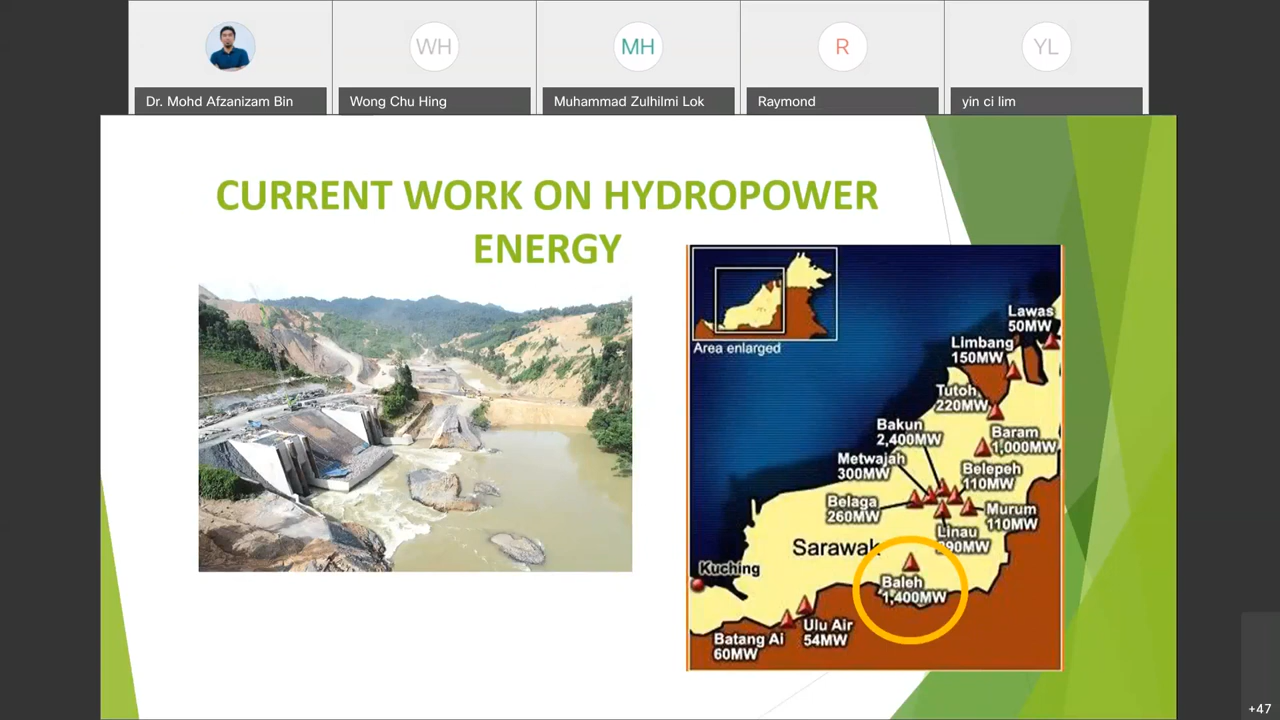 WH
MH
R
YL
Dr. Mohd Afzanizam Bin
Wong Chu Hing
Muhammad Zulhilmi Lok
Raymond
yin ci lim
CURRENT WORK ON HYDROPOWER
ENERGY
Area enlarged
Lawas
50MW
Limbang
150MW
Tutoh
220MW
Bakun
2,400MW
Baram
1,000MW
Metwajah
300MW
Belepeh
110MW
Belaga
260MW
Murum
110MW
Linau
Sarawak
Kuching
Baleh
1,400MW
Ulu Air
54MW
Batang Ai
60MW
+47